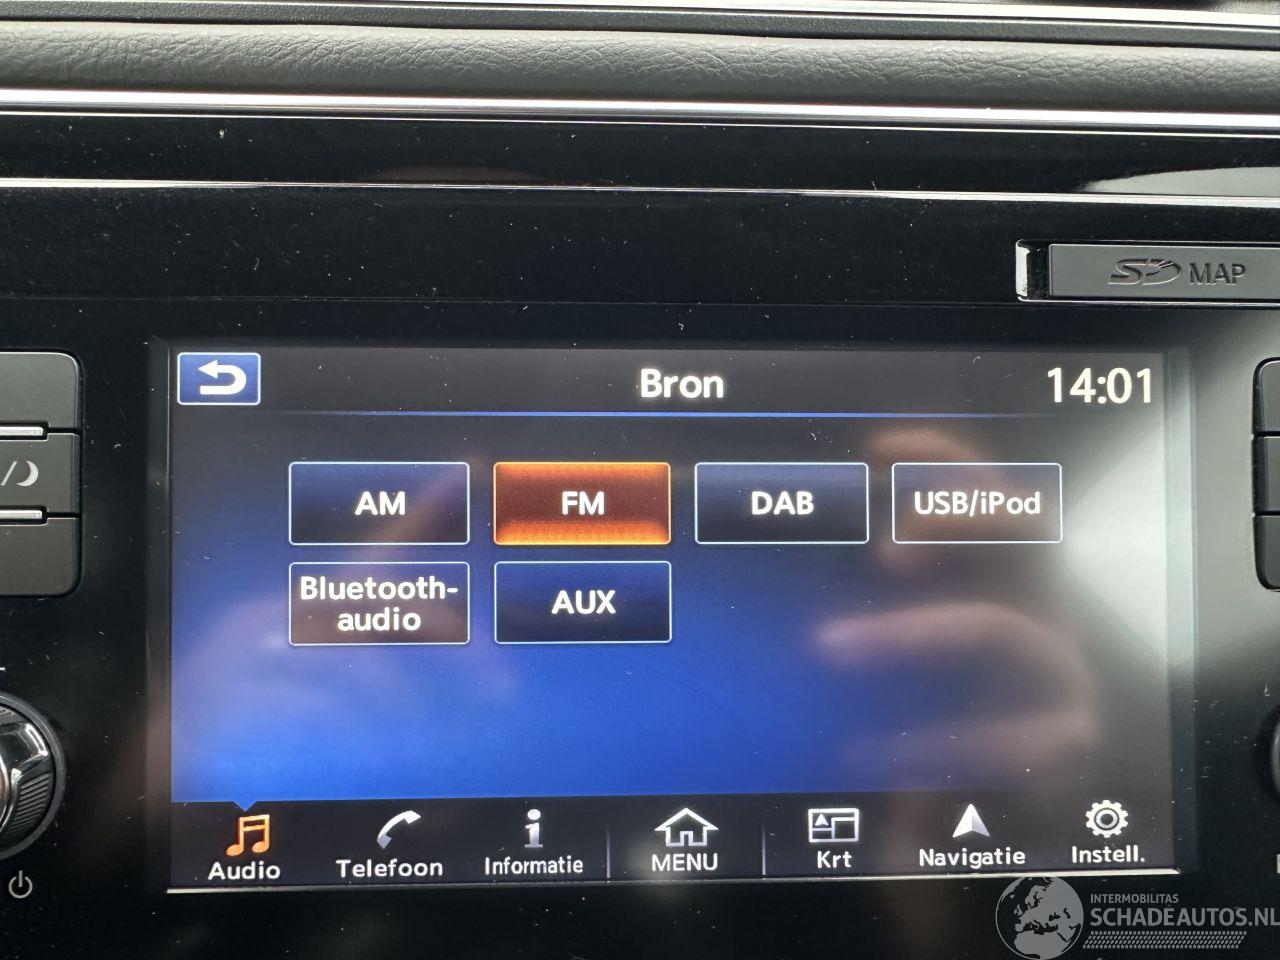 SD MAP
Bron
14:01
AM
FM
DAB
USB/iPod
Bluetooth-
audio
AUX
Audio
Telefoon
Informatie
MENU
Krt
Navigatie
Instell.
INTERMOBILITAS
SCHADEAUTOS.NL